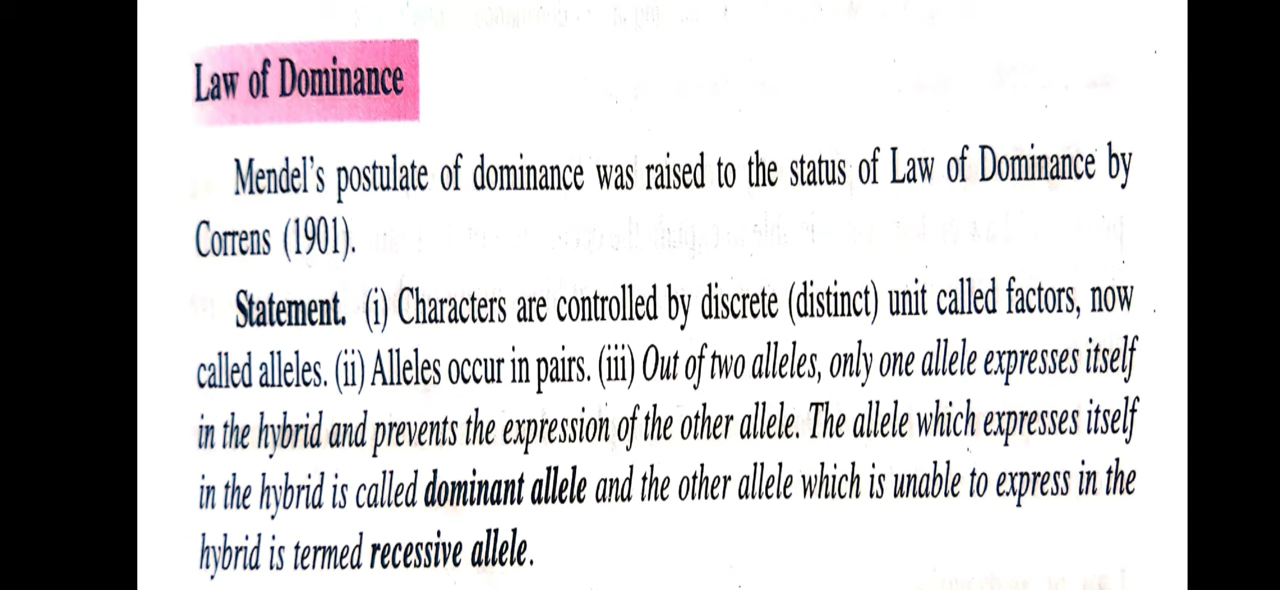 Law of Dominance
Mendel's postulate of dominance was raised to the status of Law of Dominance by
Correns (1901).
Statement. (i) Characters are controlled by discrete (distinct) unit called factors, now
called alleles. (ii) Alleles occur in pairs. (iii) Out of two alleles, only one allele expresses itself
in the hybrid and prevents the expression of the other allele. The allele which expresses itself
in the hybrid is called dominant allele and the other allele which is unable to express in the
hybrid is termed recessive allele.